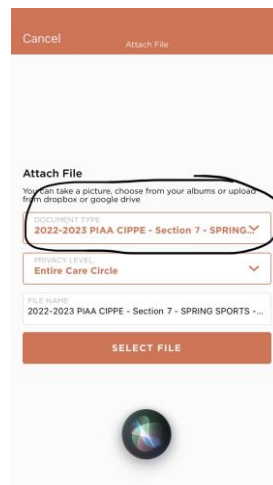 Cancel
Attach File
Attach File
You can take a picture, choose from your albums or upload
from dropbox or google drive
DOCUMENT TYPE
2022-2023 PIAA CIPPE - Section 7 - SPRING...
PRIVACY LEVEL
Entire Care Circle
FILE NAME
2022-2023 PIAA CIPPE - Section 7 - SPRING SPORTS -...
SELECT FILE